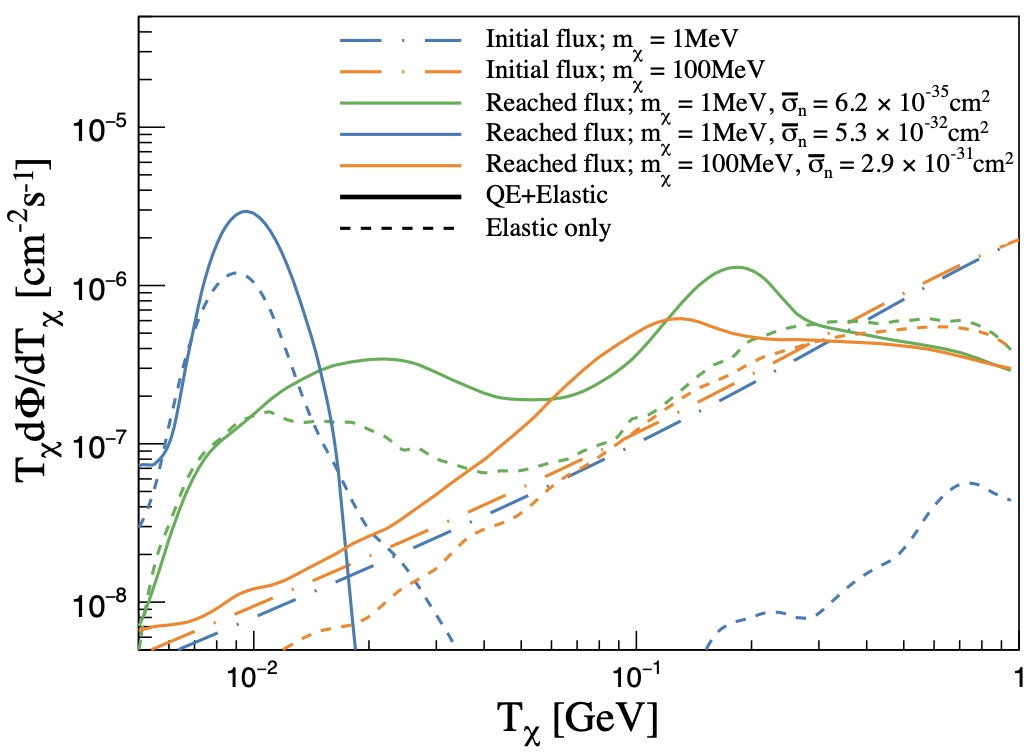 Initial flux; mχ = 1MeV
Initial flux; mχ = 100MeV
Reached flux; mχ = 1MeV, σ̅n = 6.2 × 10⁻³⁵cm²
Reached flux; mχ = 1MeV, σ̅n = 5.3 × 10⁻³²cm²
Reached flux; mχ = 100MeV, σ̅n = 2.9 × 10⁻³¹cm²
QE+Elastic
Elastic only
TχdΦ/dTχ [cm⁻²s⁻¹]
10⁻⁵
10⁻⁶
10⁻⁷
10⁻⁸
10⁻²
10⁻¹
1
Tχ [GeV]